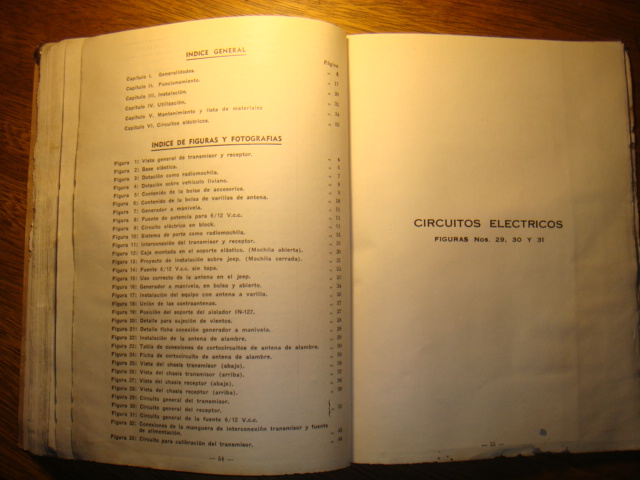 INDICE GENERAL
Página
Capítulo I. Generalidades
Capítulo II. Funcionamiento.
Capítulo III. Instalación.
Capítulo IV. Utilización.
Capítulo V. Mantenimiento y lista de materiales
Capítulo VI. Circuitos eléctricos.
INDICE DE FIGURAS Y FOTOGRAFIAS
Figura 1: Vista general de transmisor y receptor.
Figura 2: Base elástica.
Figura 3: Dotación como radiomochila.
Figura 4: Dotación sobre vehículo liviano.
Figura 5: Contenido de la bolsa de accesorios.
Figura 6: Contenido de la bolsa de varillas de antena.
Figura 7: Generador a manivela.
Figura 8: Fuente de potencia para 6/12 V.c.c.
Figura 9: Circuito eléctrico en block.
Figura 10: Sistema de porte como radiomochila.
Figura 11: Interconexión del transmisor y receptor.
Figura 12: Caja montada en el soporte elástico. (Mochila abierta).
Figura 13: Proyecto de instalación sobre jeep. (Mochila cerrada).
Figura 14: Fuente 6/12 V.c.c. sin tapa.
Figura 15: Uso correcto de la antena en el jeep.
Figura 16: Generador a manivela, en bolsa y abierto.
Figura 17: Instalación del equipo con antena a varilla.
Figura 18: Unión de las contraantenas.
Figura 19: Posición del soporte del aislador IN-127.
Figura 20: Detalle para sujeción de vientos.
Figura 21: Detalle ficha conexión generador a manivela.
Figura 22: Instalación de la antena de alambre.
Figura 23: Tabla de conexiones de cortocircuitos de antena de alambre.
Figura 24: Ficha de cortocircuito de antena de alambre.
Figura 25: Vista del chasis transmisor (abajo).
Figura 26: Vista del chasis transmisor (arriba).
Figura 27: Vista del chasis receptor (abajo).
Figura 28: Vista del chasis receptor (arriba).
Figura 29: Circuito general del transmisor.
Figura 30: Circuito general del receptor.
Figura 31: Circuito general de la fuente 6/12 V.c.c.
Figura 32: Conexiones de la manguera de interconexión transmisor y fuente
de alimentación.
Figura 33: Circuito para calibración del transmisor.
— 54 —
CIRCUITOS ELECTRICOS
FIGURAS Nos. 29, 30 Y 31